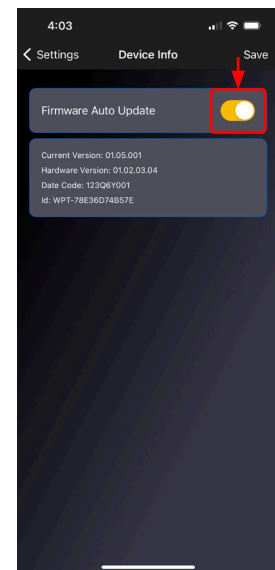 4:03
Settings Device Info Save
Firmware Auto Update
Current Version: 01.05.001
Hardware Version: 01.02.03.04
Date Code: 123Q6Y001
Id: WPT-78E36D74B57E